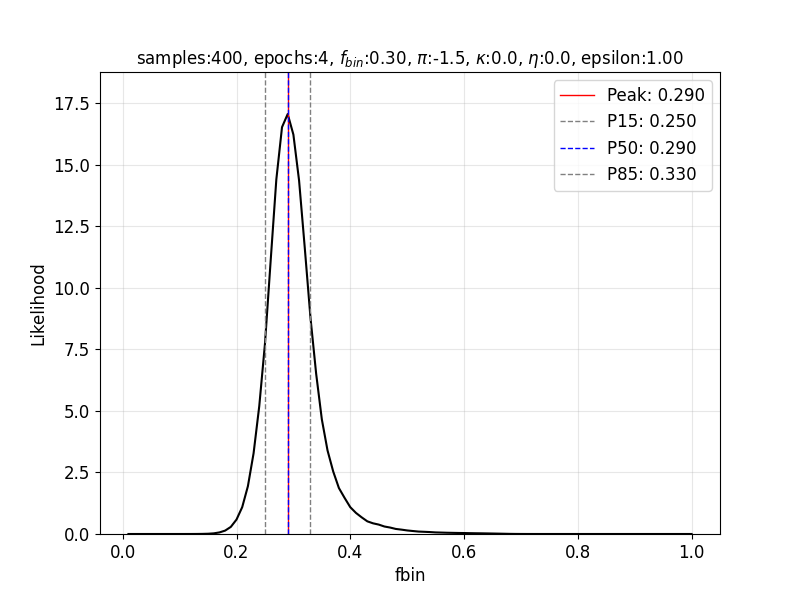 samples:400, epochs:4, $f_{bin}$:0.30, π:-1.5, κ:0.0, η:0.0, epsilon:1.00
Peak: 0.290
P15: 0.250
P50: 0.290
P85: 0.330
17.5
15.0
12.5
10.0
7.5
5.0
2.5
0.0
Likelihood
0.0 0.2 0.4 0.6 0.8 1.0
fbin